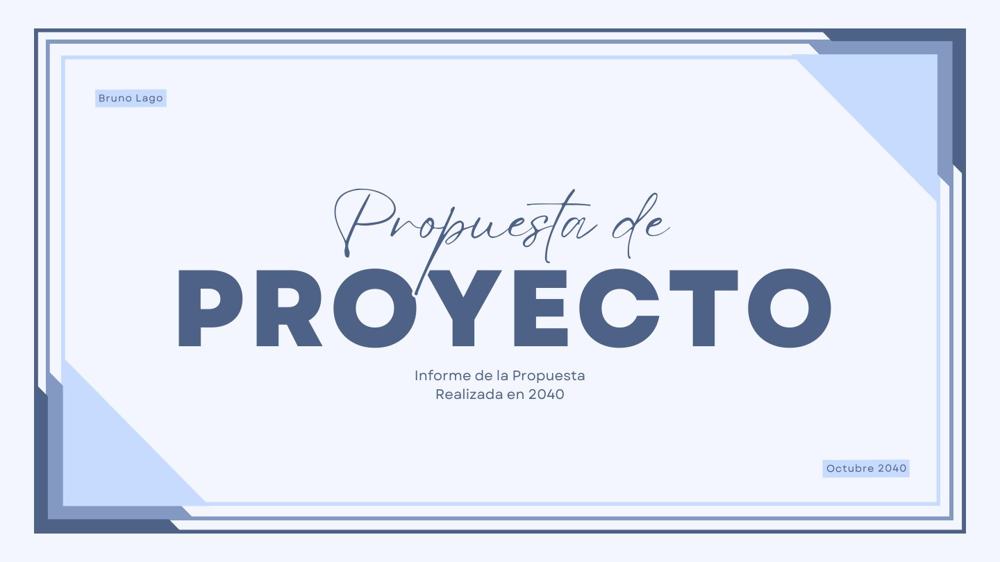 Bruno Lago
Propuesta de
PROYECTO
Informe de la Propuesta
Realizada en 2040
Octubre 2040